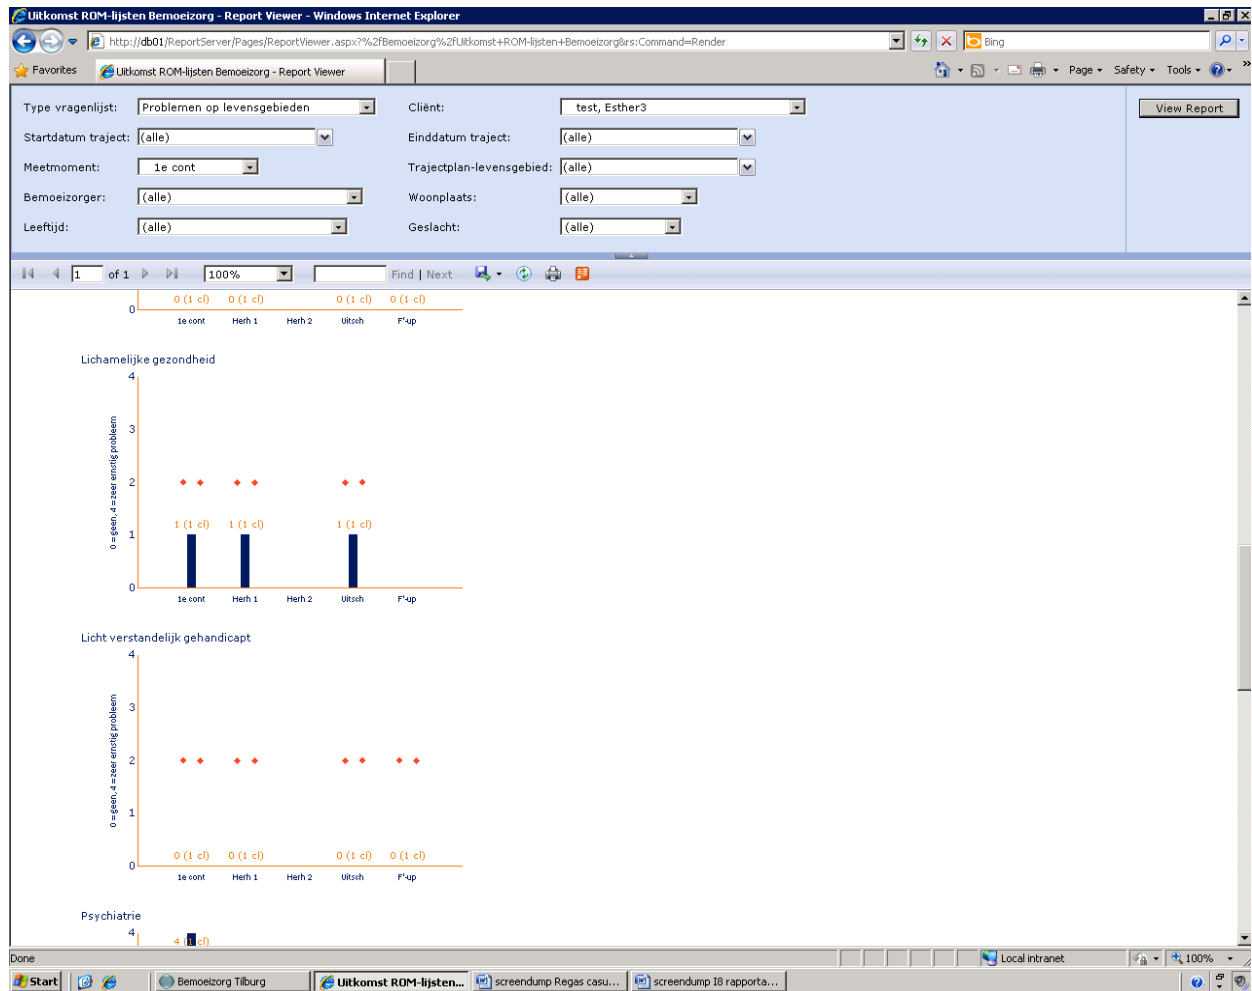 Uitkomst ROM-lijsten Bemoeizorg - Report Viewer - Windows Internet Explorer
http://db01/ReportServer/Pages/ReportViewer.aspx?%2fBemoeizorg%2fUitkomst+ROM-lijsten+Bemoeizorg&rs:Command=Render
Bing
Favorites Uitkomst ROM-lijsten Bemoeizorg - Report Viewer Page Safety Tools
Type vragenlijst: Problemen op levensgebieden Cliënt: test, Esther3 View Report
Startdatum traject: (alle) Einddatum traject: (alle)
Meetmoment: 1e cont Trajectplan-levensgebied: (alle)
Bemoeizorger: (alle) Woonplaats: (alle)
Leeftijd: (alle) Geslacht: (alle)
1 of 1 100% Find | Next
0 (1 cl) 0 (1 cl) 0 (1 cl) 0 (1 cl)
0
1e cont Herh 1 Herh 2 Uitsch F'-up
Lichamelijke gezondheid
4
3
2
1 (1 cl) 1 (1 cl) 1 (1 cl)
1
0
0 = geen, 4 = zeer ernstig probleem
1e cont Herh 1 Herh 2 Uitsch F'-up
Licht verstandelijk gehandicapt
4
3
2
1
0 (1 cl) 0 (1 cl) 0 (1 cl) 0 (1 cl)
0
0 = geen, 4 = zeer ernstig probleem
1e cont Herh 1 Herh 2 Uitsch F'-up
Psychiatrie
4
4 (1 cl)
Done Local intranet 100%
Start Bemoeizorg Tilburg Uitkomst ROM-lijsten... screendump Regas casu... screendump I8 rapporta...